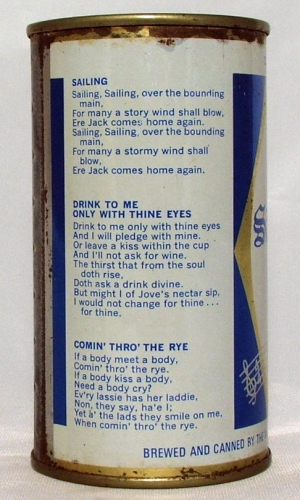 SAILING
Sailing, Sailing, over the bounding
main,
For many a story wind shall blow,
Ere Jack comes home again.
Sailing, Sailing, over the bounding
main,
For many a stormy wind shall
blow,
Ere Jack comes home again.
DRINK TO ME
ONLY WITH THINE EYES
Drink to me only with thine eyes
And I will pledge with mine.
Or leave a kiss within the cup
And I'll not ask for wine.
The thirst that from the soul
doth rise,
Doth ask a drink divine.
But might I of Jove's nectar sip,
I would not change for thine ...
for thine.
COMIN' THRO' THE RYE
If a body meet a body,
Comin' thro' the rye.
If a body kiss a body,
Need a body cry?
Ev'ry lassie has her laddie,
Non, they say, ha'e I;
Yet a' the lads they smile on me,
When comin' thro' the rye.
BREWED AND CANNED BY THE